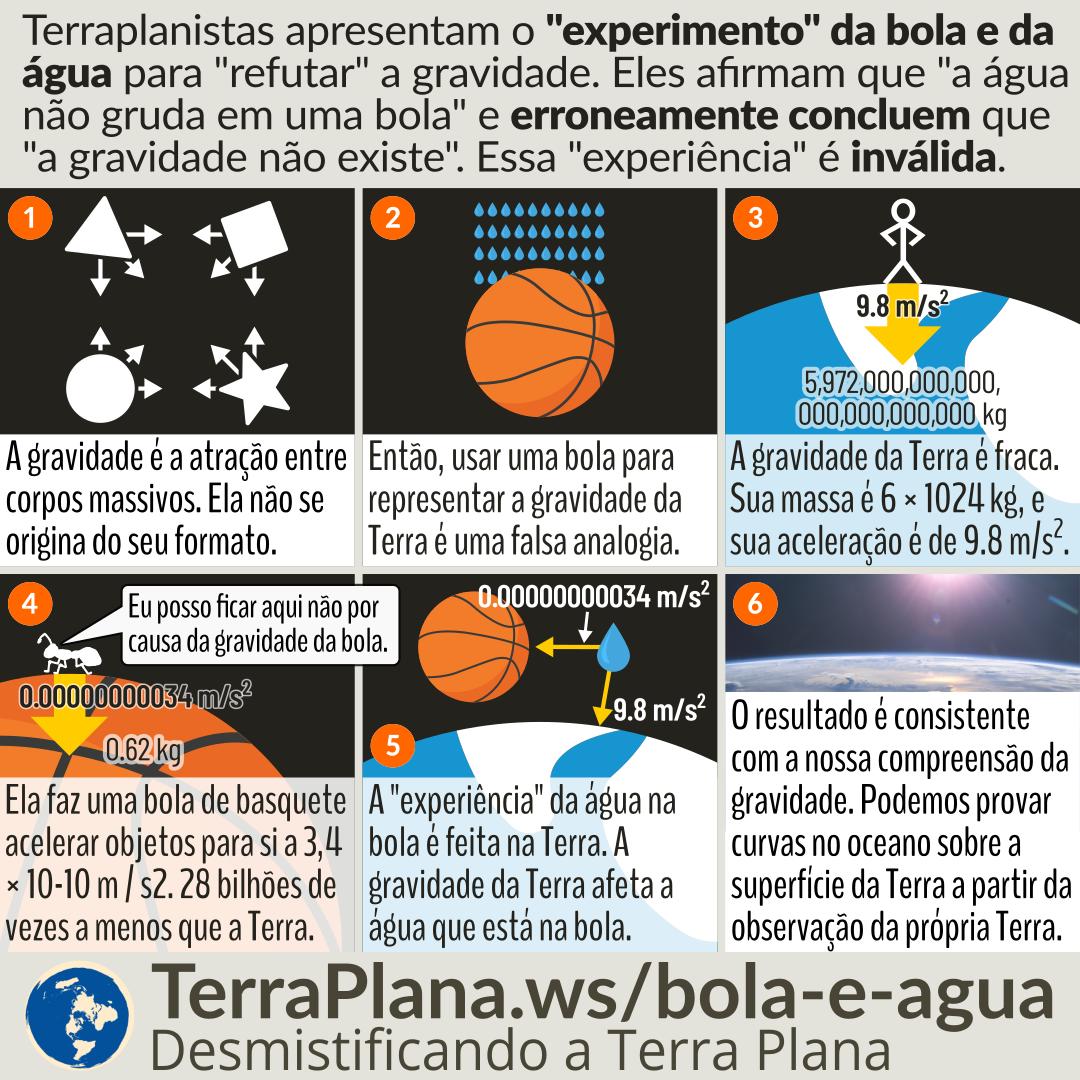 Terraplanistas apresentam o "experimento" da bola e da
água para "refutar" a gravidade. Eles afirmam que "a água
não gruda em uma bola" e erroneamente concluem que
"a gravidade não existe". Essa "experiência" é inválida.
1
A gravidade é a atração entre
corpos massivos. Ela não se
origina do seu formato.
2
Então, usar uma bola para
representar a gravidade da
Terra é uma falsa analogia.
3
9.8 m/s²
5,972,000,000,000,
000,000,000,000 kg
A gravidade da Terra é fraca.
Sua massa é 6 × 1024 kg, e
sua aceleração é de 9.8 m/s².
4
Eu posso ficar aqui não por
causa da gravidade da bola.
0.00000000034 m/s²
0.62 kg
Ela faz uma bola de basquete
acelerar objetos para si a 3,4
× 10-10 m / s2. 28 bilhões de
vezes a menos que a Terra.
0.00000000034 m/s²
9.8 m/s²
5
A "experiência" da água na
bola é feita na Terra. A
gravidade da Terra afeta a
água que está na bola.
6
O resultado é consistente
com a nossa compreensão da
gravidade. Podemos provar
curvas no oceano sobre a
superfície da Terra a partir da
observação da própria Terra.
TerraPlana.ws/bola-e-agua
Desmistificando a Terra Plana